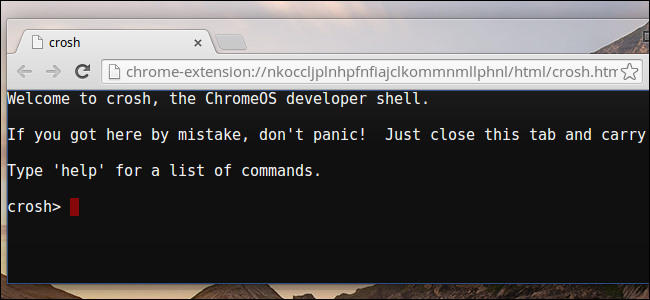 crosh
chrome-extension://nkoccljplnhpfnfiajclkommnmllphnl/html/crosh.htm
Welcome to crosh, the ChromeOS developer shell.
If you got here by mistake, don't panic!  Just close this tab and carry
Type 'help' for a list of commands.
crosh>